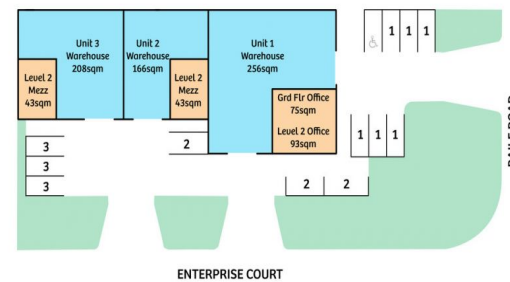 Unit 3
Warehouse
208sqm
Unit 2
Warehouse
166sqm
Unit 1
Warehouse
256sqm
Level 2
Mezz
43sqm
Level 2
Mezz
43sqm
Grd Flr Office
75sqm
Level 2 Office
93sqm
1 1 1
1 1 1
3
3
3
2
2 2
ROAD
ENTERPRISE COURT